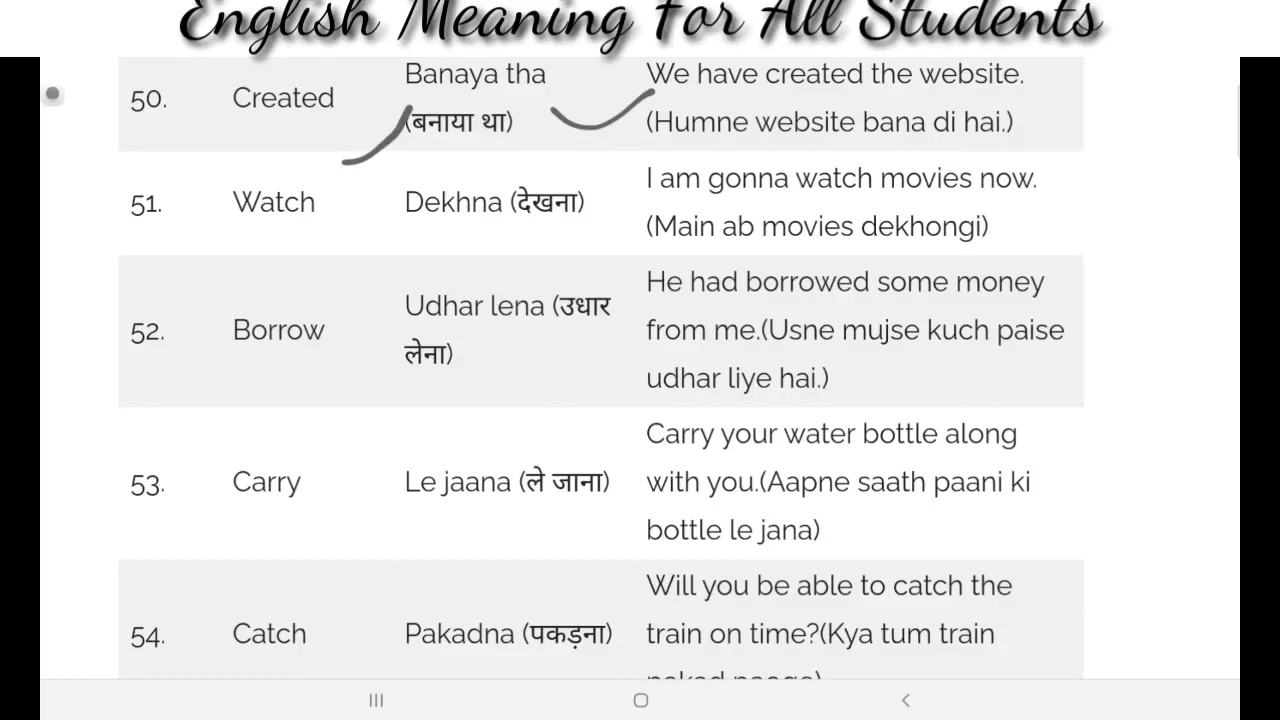 English Meaning For All Students
50. Created Banaya tha (बनाया था) We have created the website. (Humne website bana di hai.)
51. Watch Dekhna (देखना) I am gonna watch movies now. (Main ab movies dekhongi)
52. Borrow Udhar lena (उधार लेना) He had borrowed some money from me.(Usne mujse kuch paise udhar liye hai.)
53. Carry Le jaana (ले जाना) Carry your water bottle along with you.(Aapne saath paani ki bottle le jana)
54. Catch Pakadna (पकड़ना) Will you be able to catch the train on time?(Kya tum train